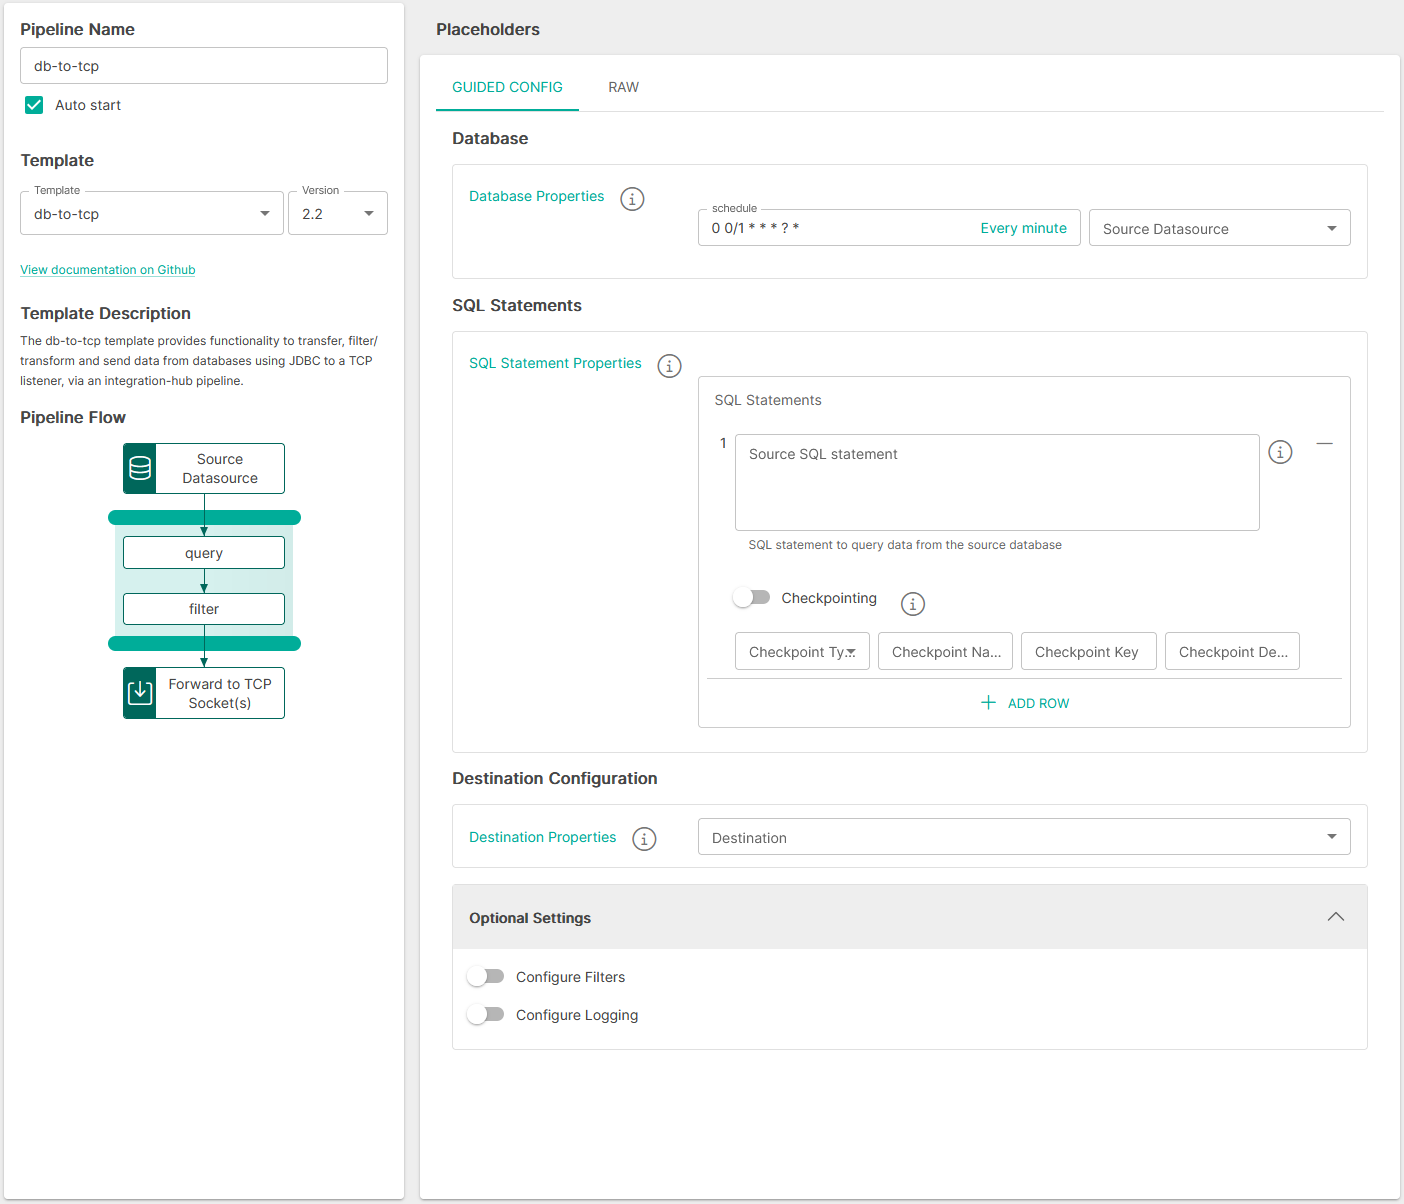 Pipeline Name
db-to-tcp
Auto start
Template
Template
db-to-tcp
Version
2.2
View documentation on Github
Template Description
The db-to-tcp template provides functionality to transfer, filter/
transform and send data from databases using JDBC to a TCP
listener, via an integration-hub pipeline.
Pipeline Flow
Source
Datasource
query
filter
Forward to TCP
Socket(s)
Placeholders
GUIDED CONFIG
RAW
Database
Database Properties
schedule
0 0/1 * * * ? *
Every minute
Source Datasource
SQL Statements
SQL Statement Properties
SQL Statements
1
Source SQL statement
SQL statement to query data from the source database
Checkpointing
Checkpoint Ty...
Checkpoint Na...
Checkpoint Key
Checkpoint De...
ADD ROW
Destination Configuration
Destination Properties
Destination
Optional Settings
Configure Filters
Configure Logging